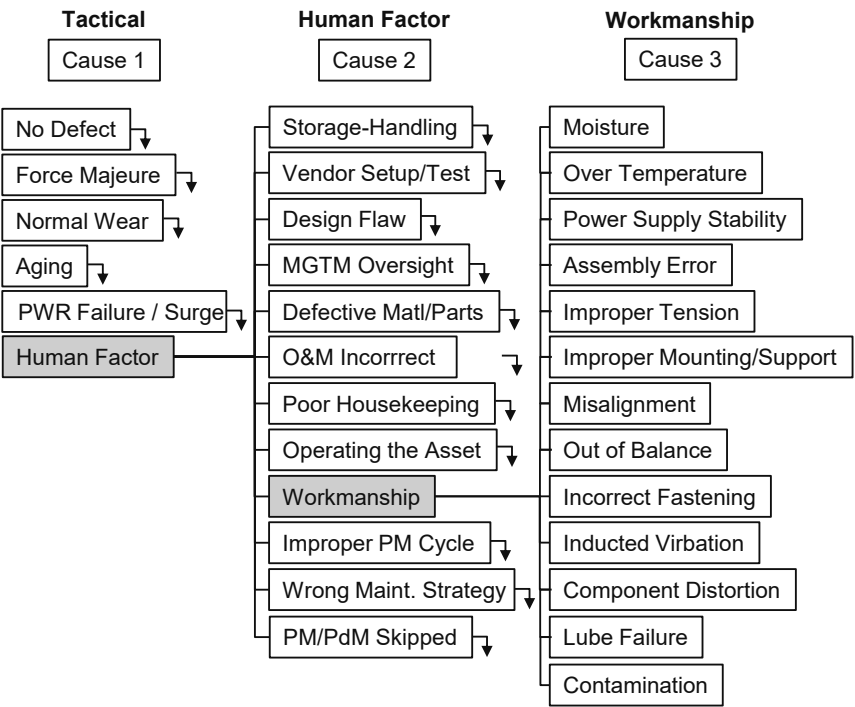 Tactical
Cause 1
No Defect
Force Majeure
Normal Wear
Aging
PWR Failure / Surge
Human Factor
Human Factor
Cause 2
Storage-Handling
Vendor Setup/Test
Design Flaw
MGTM Oversight
Defective Matl/Parts
O&M Incorrrect
Poor Housekeeping
Operating the Asset
Workmanship
Improper PM Cycle
Wrong Maint. Strategy
PM/PdM Skipped
Workmanship
Cause 3
Moisture
Over Temperature
Power Supply Stability
Assembly Error
Improper Tension
Improper Mounting/Support
Misalignment
Out of Balance
Incorrect Fastening
Inducted Virbation
Component Distortion
Lube Failure
Contamination